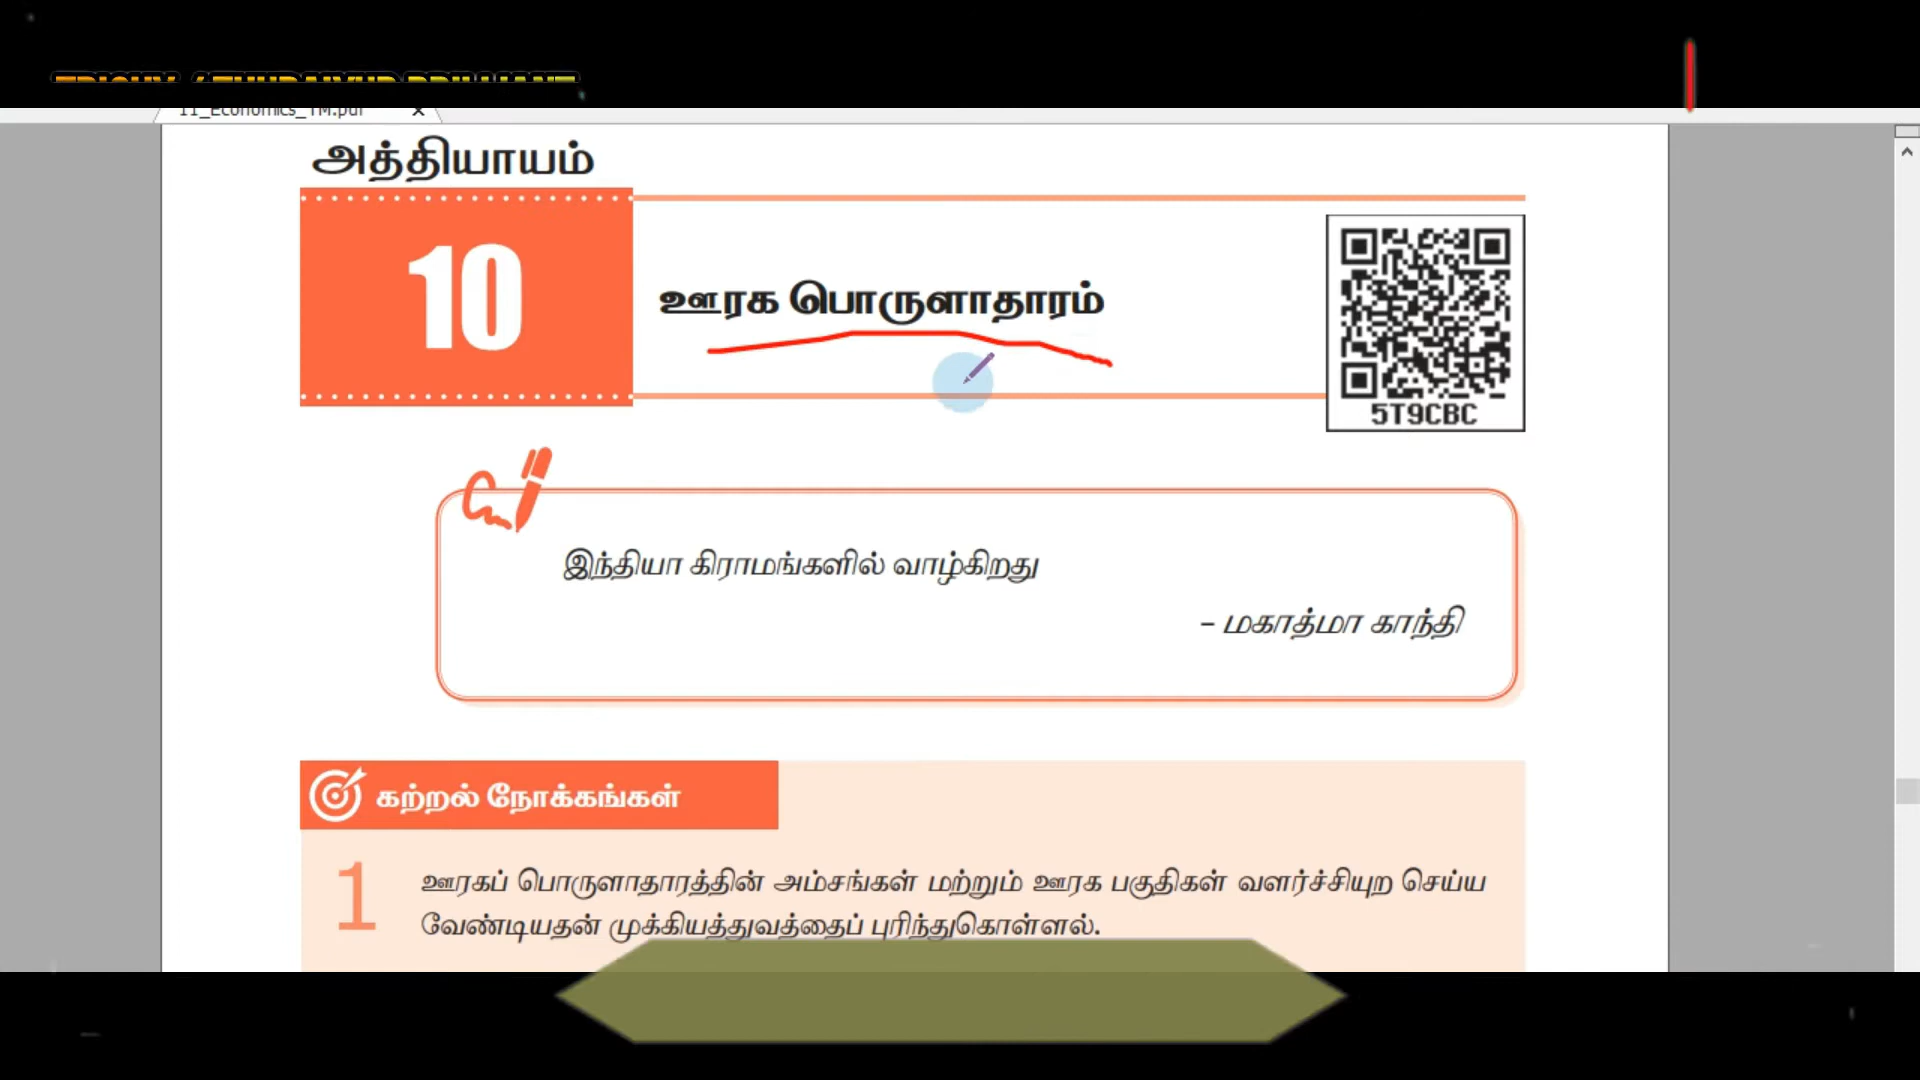 அத்தியாயம்
10
ஊரக பொருளாதாரம்
5T9CBC
இந்தியா கிராமங்களில் வாழ்கிறது
– மகாத்மா காந்தி
கற்றல் நோக்கங்கள்
1
ஊரகப் பொருளாதாரத்தின் அம்சங்கள் மற்றும் ஊரக பகுதிகள் வளர்ச்சியுற செய்ய
வேண்டியதன் முக்கியத்துவத்தைப் புரிந்துகொள்ளல்.